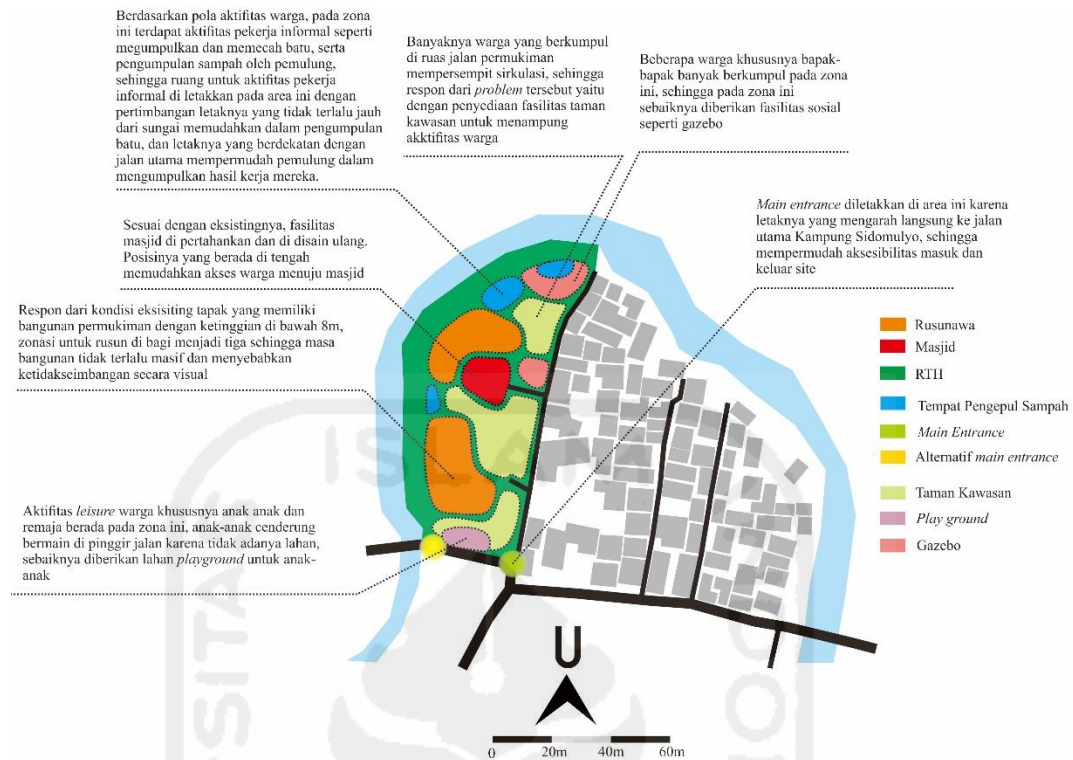 Berdasarkan pola aktifitas warga, pada zona
ini terdapat aktifitas pekerja informal seperti
megumpulkan dan memecah batu, serta
pengumpulan sampah oleh pemulung,
sehingga ruang untuk aktifitas pekerja
informal di letakkan pada area ini dengan
pertimbangan letaknya yang tidak terlalu jauh
dari sungai memudahkan dalam pengumpulan
batu, dan letaknya yang berdekatan dengan
jalan utama mempermudah pemulung dalam
mengumpulkan hasil kerja mereka.
Banyaknya warga yang berkumpul
di ruas jalan permukiman
mempersempit sirkulasi, sehingga
respon dari problem tersebut yaitu
dengan penyediaan fasilitas taman
kawasan untuk menampung
akktifitas warga
Beberapa warga khususnya bapak-
bapak banyak berkumpul pada zona
ini, sehingga pada zona ini
sebaiknya diberikan fasilitas sosial
seperti gazebo
Sesuai dengan eksistingnya, fasilitas
masjid di pertahankan dan di disain ulang.
Posisinya yang berada di tengah
memudahkan akses warga menuju masjid
Main entrance diletakkan di area ini karena
letaknya yang mengarah langsung ke jalan
utama Kampung Sidomulyo, sehingga
mempermudah aksesibilitas masuk dan
keluar site
Respon dari kondisi eksisiting tapak yang memiliki
bangunan permukiman dengan ketinggian di bawah 8m,
zonasi untuk rusun di bagi menjadi tiga sehingga masa
bangunan tidak terlalu masif dan menyebabkan
ketidakseimbangan secara visual
Aktifitas leisure warga khususnya anak anak dan
remaja berada pada zona ini, anak-anak cenderung
bermain di pinggir jalan karena tidak adanya lahan,
sebaiknya diberikan lahan playground untuk anak-
anak
Rusunawa
Masjid
RTH
Tempat Pengepul Sampah
Main Entrance
Alternatif main entrance
Taman Kawasan
Play ground
Gazebo
ISLAM
SITAS
U
0 20m 40m 60m